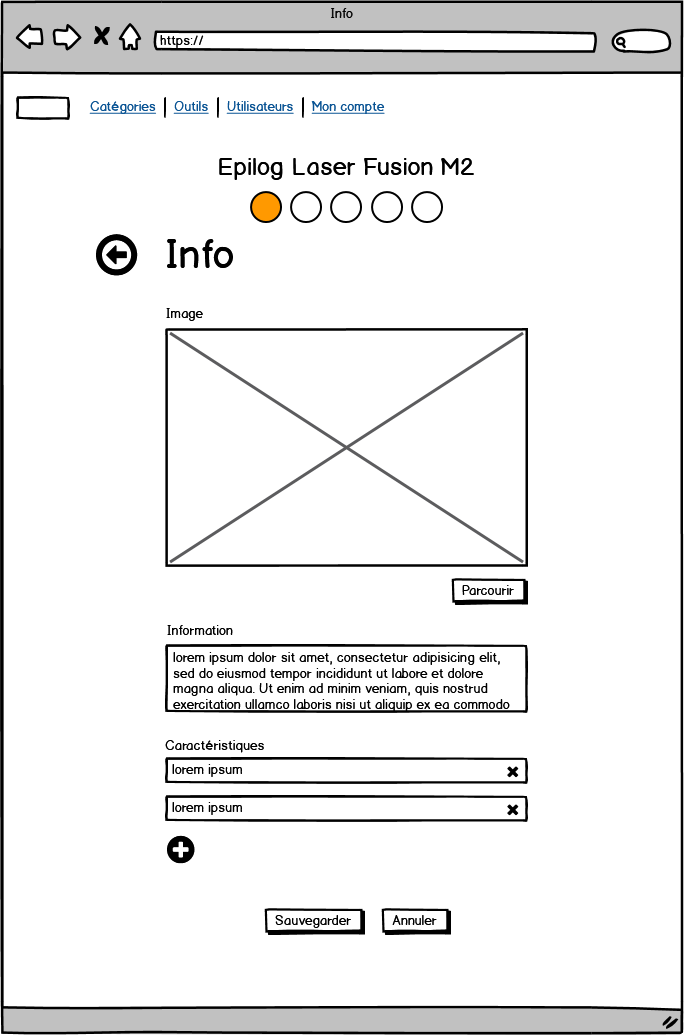 Info
https://
Catégories | Outils | Utilisateurs | Mon compte
Epilog Laser Fusion M2
Info
Image
Parcourir
Information
lorem ipsum dolor sit amet, consectetur adipisicing elit,
sed do eiusmod tempor incididunt ut labore et dolore
magna aliqua. Ut enim ad minim veniam, quis nostrud
exercitation ullamco laboris nisi ut aliquip ex ea commodo
Caractéristiques
lorem ipsum
lorem ipsum
Sauvegarder
Annuler